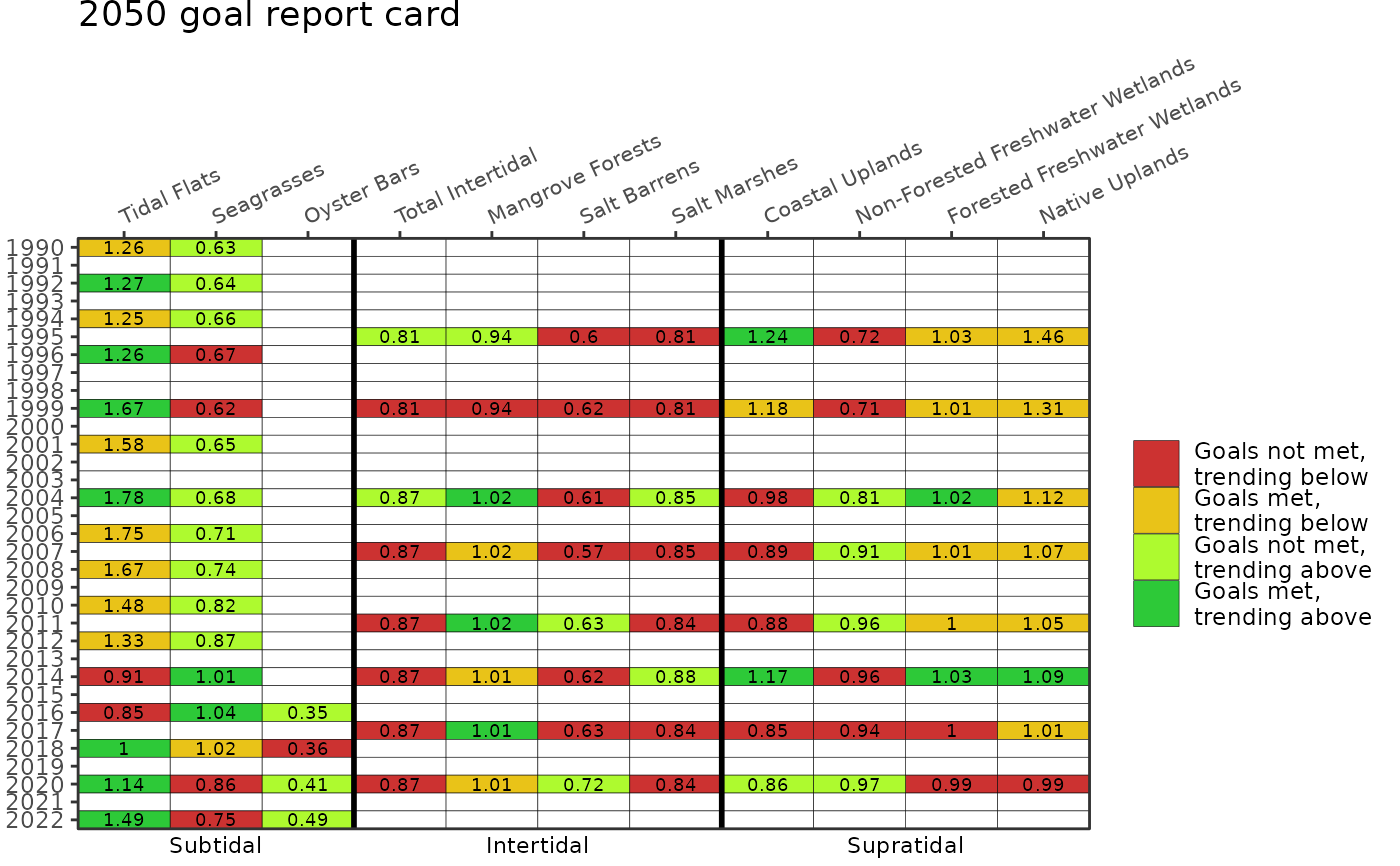 2050 goal report card
Tidal Flats
Seagrasses
Oyster Bars
Total Intertidal
Mangrove Forests
Salt Barrens
Salt Marshes
Coastal Uplands
Non-Forested Freshwater Wetlands
Forested Freshwater Wetlands
Native Uplands
1990 1.26 0.63
1991
1992 1.27 0.64
1993
1994 1.25 0.66
1995 0.81 0.94 0.6 0.81 1.24 0.72 1.03 1.46
1996 1.26 0.67
1997
1998
1999 1.67 0.62 0.81 0.94 0.62 0.81 1.18 0.71 1.01 1.31
2000
2001 1.58 0.65
2002
2003
2004 1.78 0.68 0.87 1.02 0.61 0.85 0.98 0.81 1.02 1.12
2005
2006 1.75 0.71
2007 0.87 1.02 0.57 0.85 0.89 0.91 1.01 1.07
2008 1.67 0.74
2009
2010 1.48 0.82
2011 0.87 1.02 0.63 0.84 0.88 0.96 1 1.05
2012 1.33 0.87
2013
2014 0.91 1.01 0.87 1.01 0.62 0.88 1.17 0.96 1.03 1.09
2015
2016 0.85 1.04 0.35
2017 0.87 1.01 0.63 0.84 0.85 0.94 1 1.01
2018 1 1.02 0.36
2019
2020 1.14 0.86 0.41 0.87 1.01 0.72 0.84 0.86 0.97 0.99 0.99
2021
2022 1.49 0.75 0.49
Subtidal
Intertidal
Supratidal
Goals not met,
trending below
Goals met,
trending below
Goals not met,
trending above
Goals met,
trending above